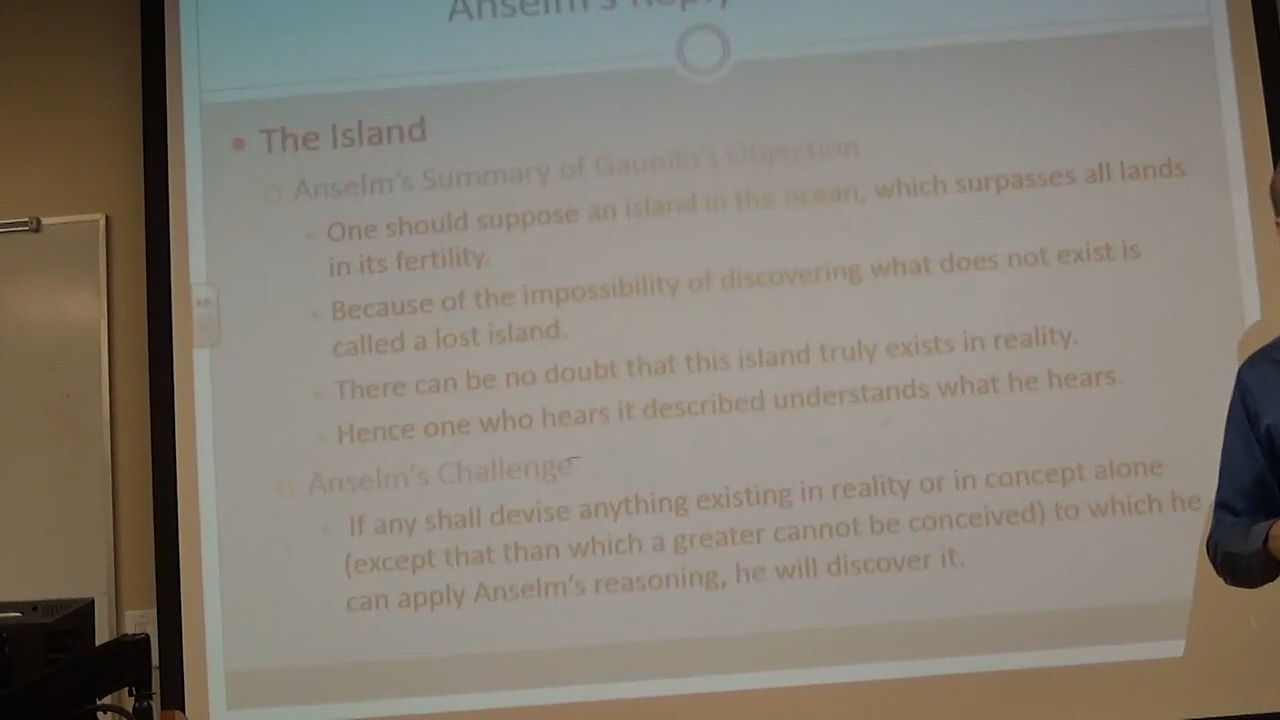 Anselm's Reply
The Island
Anselm's Summary of Gaunilo's Objection
One should suppose an island in the ocean, which surpasses all lands
in its fertility.
Because of the impossibility of discovering what does not exist is
called a lost island.
There can be no doubt that this island truly exists in reality.
Hence one who hears it described understands what he hears.
Anselm's Challenge
If any shall devise anything existing in reality or in concept alone
(except that than which a greater cannot be conceived) to which he
can apply Anselm's reasoning, he will discover it.